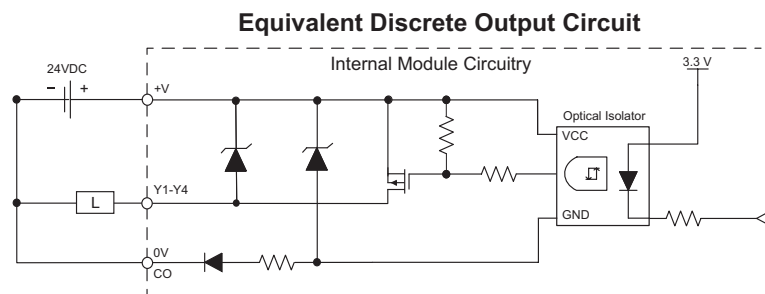 Equivalent Discrete Output Circuit
Internal Module Circuitry
24VDC
3.3 V
− +
+V
Optical Isolator
VCC
Y1-Y4
L
GND
0V
CO